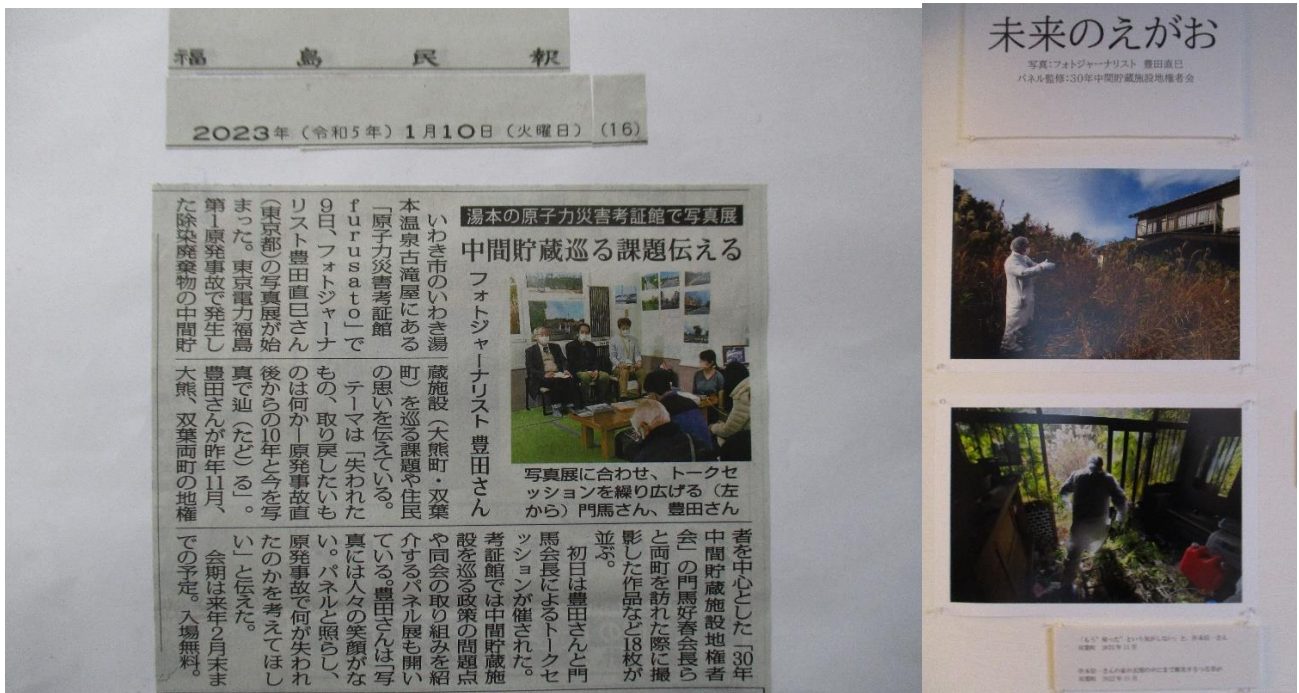 福島民報
2023年(令和5年)1月10日(火曜日)(16)
湯本の原子力災害考証館で写真展
中間貯蔵巡る課題伝える
フォトジャーナリスト 豊田さん
いわき市のいわき湯
本温泉古滝屋にある
「原子力災害考証館
furusato」で
9日、フォトジャーナ
リスト豊田直巳さん
(東京都)の写真展が始
まった。東京電力福島
第1原発事故で発生し
た除染廃棄物の中間貯
蔵施設(大熊町・双葉
町)を巡る課題や住民
の思いを伝えている。
テーマは「失われた
もの、取り戻したいも
のは何か―原発事故直
後からの10年と今を写
真で辿(たど)る」。
豊田さんが昨年11月、
大熊、双葉両町の地権
写真展に合わせ、トークセ
ッションを繰り広げる(左
から)門馬さん、豊田さん
者を中心とした「30年
中間貯蔵施設地権者
会」の門馬好春会長ら
と両町を訪れた際に撮
影した作品など18枚が
並ぶ。
初日は豊田さんと門
馬会長によるトークセ
ッションが催された。
考証館では中間貯蔵施
設を巡る政策の問題点
や同会の取り組みを紹
介するパネル展も開い
ている。豊田さんは「写
真には人々の笑顔がな
い。パネルと照らし、
原発事故で何が失われ
たのかを考えてほし
い」と伝えた。
会期は来年2月末ま
での予定。入場無料。
未来のえがお
写真:フォトジャーナリスト 豊田直巳
パネル監修:30年中間貯蔵施設地権者会